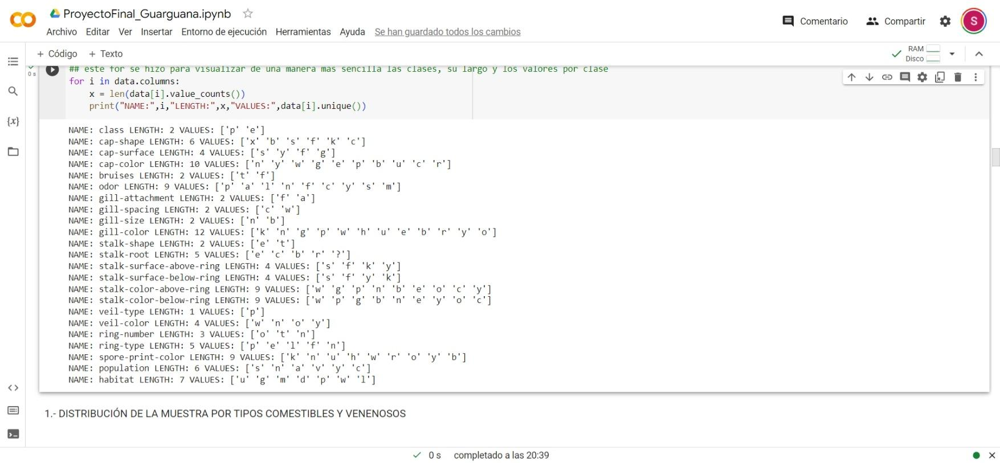 ProyectoFinal_Guarguana.ipynb
Archivo Editar Ver Insertar Entorno de ejecución Herramientas Ayuda Se han guardado todos los cambios
Comentario Compartir S
+ Código + Texto
RAM
Disco
0 s
## este for se hizo para visualizar de una manera mas sencilla las clases, su largo y los valores por clase
for i in data.columns:
x = len(data[i].value_counts())
print("NAME:",i,"LENGTH:",x,"VALUES:",data[i].unique())
{x}
NAME: class LENGTH: 2 VALUES: ['p' 'e']
NAME: cap-shape LENGTH: 6 VALUES: ['x' 'b' 's' 'f' 'k' 'c']
NAME: cap-surface LENGTH: 4 VALUES: ['s' 'y' 'f' 'g']
NAME: cap-color LENGTH: 10 VALUES: ['n' 'y' 'w' 'g' 'e' 'p' 'b' 'u' 'c' 'r']
NAME: bruises LENGTH: 2 VALUES: ['t' 'f']
NAME: odor LENGTH: 9 VALUES: ['p' 'a' 'l' 'n' 'f' 'c' 'y' 's' 'm']
NAME: gill-attachment LENGTH: 2 VALUES: ['f' 'a']
NAME: gill-spacing LENGTH: 2 VALUES: ['c' 'w']
NAME: gill-size LENGTH: 2 VALUES: ['n' 'b']
NAME: gill-color LENGTH: 12 VALUES: ['k' 'n' 'g' 'p' 'w' 'h' 'u' 'e' 'b' 'r' 'y' 'o']
NAME: stalk-shape LENGTH: 2 VALUES: ['e' 't']
NAME: stalk-root LENGTH: 5 VALUES: ['e' 'c' 'b' 'r' '?']
NAME: stalk-surface-above-ring LENGTH: 4 VALUES: ['s' 'f' 'k' 'y']
NAME: stalk-surface-below-ring LENGTH: 4 VALUES: ['s' 'f' 'y' 'k']
NAME: stalk-color-above-ring LENGTH: 9 VALUES: ['w' 'g' 'p' 'n' 'b' 'e' 'o' 'c' 'y']
NAME: stalk-color-below-ring LENGTH: 9 VALUES: ['w' 'p' 'g' 'b' 'n' 'e' 'y' 'o' 'c']
NAME: veil-type LENGTH: 1 VALUES: ['p']
NAME: veil-color LENGTH: 4 VALUES: ['w' 'n' 'o' 'y']
NAME: ring-number LENGTH: 3 VALUES: ['o' 't' 'n']
NAME: ring-type LENGTH: 5 VALUES: ['p' 'e' 'l' 'f' 'n']
NAME: spore-print-color LENGTH: 9 VALUES: ['k' 'n' 'u' 'h' 'w' 'r' 'o' 'y' 'b']
NAME: population LENGTH: 6 VALUES: ['s' 'n' 'a' 'v' 'y' 'c']
NAME: habitat LENGTH: 7 VALUES: ['u' 'g' 'm' 'd' 'p' 'w' 'l']
1.- DISTRIBUCIÓN DE LA MUESTRA POR TIPOS COMESTIBLES Y VENENOSOS
0 s completado a las 20:39